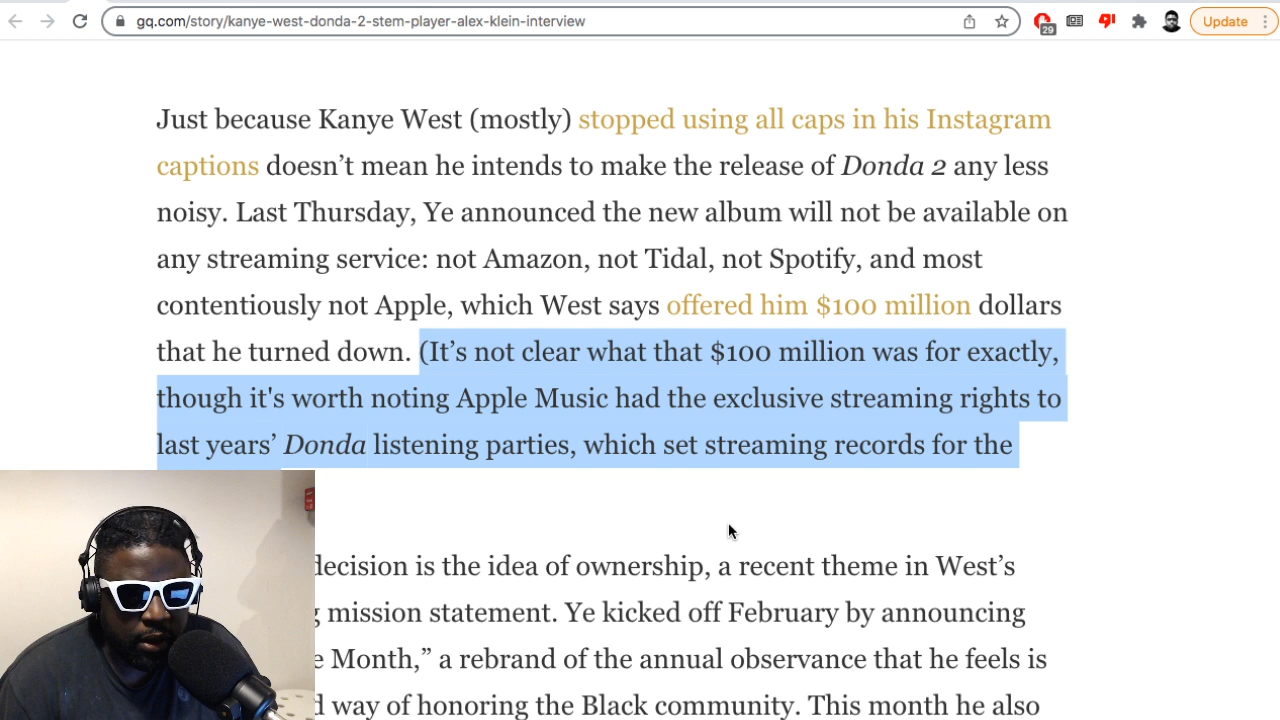 gq.com/story/kanye-west-donda-2-stem-player-alex-klein-interview
29
Update
Just because Kanye West (mostly) stopped using all caps in his Instagram
captions doesn’t mean he intends to make the release of Donda 2 any less
noisy. Last Thursday, Ye announced the new album will not be available on
any streaming service: not Amazon, not Tidal, not Spotify, and most
contentiously not Apple, which West says offered him $100 million dollars
that he turned down. (It’s not clear what that $100 million was for exactly,
though it's worth noting Apple Music had the exclusive streaming rights to
last years’ Donda listening parties, which set streaming records for the
decision is the idea of ownership, a recent theme in West’s
mission statement. Ye kicked off February by announcing
Month,” a rebrand of the annual observance that he feels is
way of honoring the Black community. This month he also